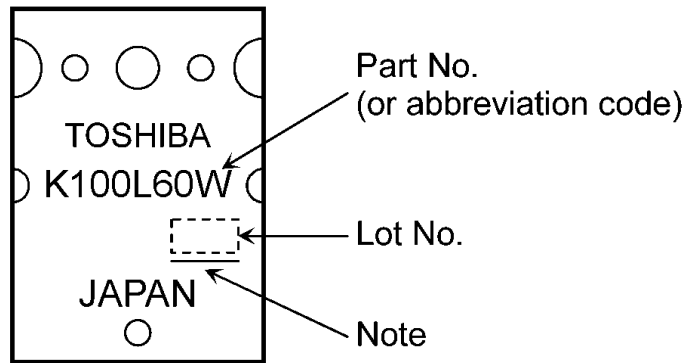 Part No.
(or abbreviation code)
TOSHIBA
K100L60W
Lot No.
JAPAN
Note